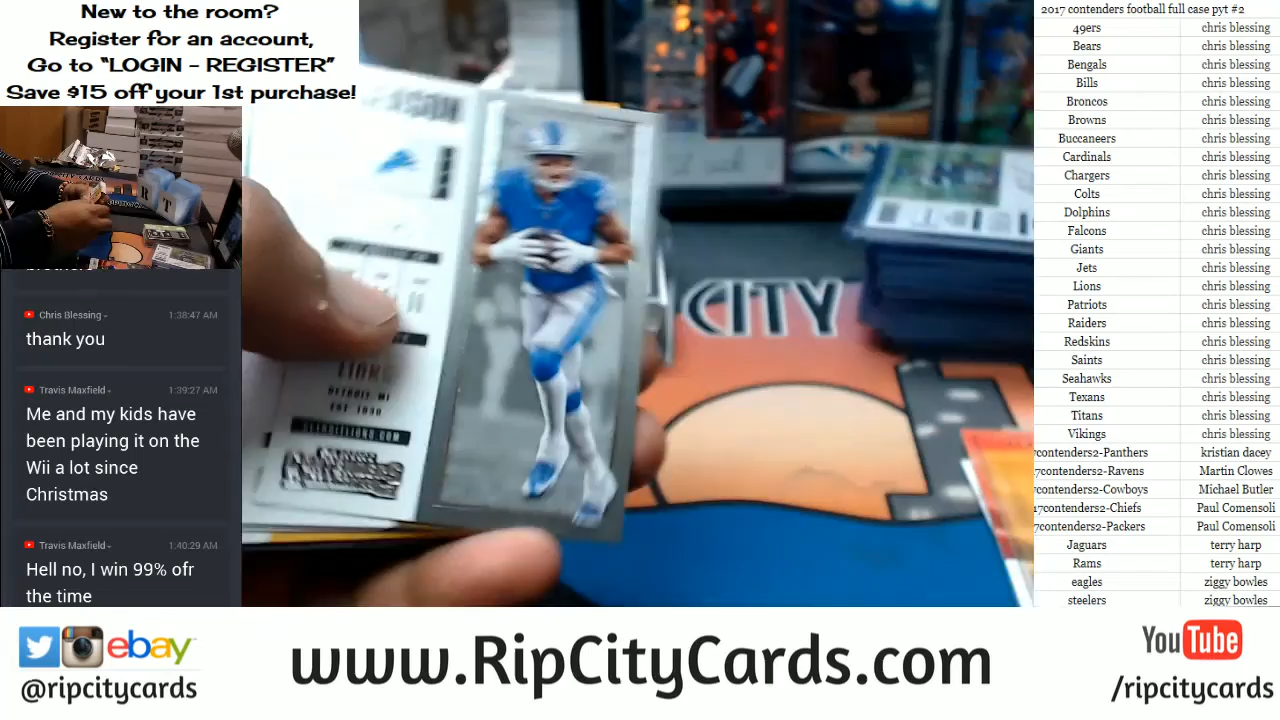 New to the room?
Register for an account,
Go to “LOGIN - REGISTER”
Save $15 off your 1st purchase!
Chris Blessing
1:38:47 AM
thank you
Travis Maxfield
1:39:27 AM
Me and my kids have
been playing it on the
Wii a lot since
Christmas
Travis Maxfield
1:40:29 AM
Hell no, I win 99% ofr
the time
LIONS
DETROIT, MI
EST. 1930
CITY
2017 contenders football full case pyt #2
49ers chris blessing
Bears chris blessing
Bengals chris blessing
Bills chris blessing
Broncos chris blessing
Browns chris blessing
Buccaneers chris blessing
Cardinals chris blessing
Chargers chris blessing
Colts chris blessing
Dolphins chris blessing
Falcons chris blessing
Giants chris blessing
Jets chris blessing
Lions chris blessing
Patriots chris blessing
Raiders chris blessing
Redskins chris blessing
Saints chris blessing
Seahawks chris blessing
Texans chris blessing
Titans chris blessing
Vikings chris blessing
7contenders2-Panthers kristian dacey
17contenders2-Ravens Martin Clowes
7contenders2-Cowboys Michael Butler
17contenders2-Chiefs Paul Comensoli
7contenders2-Packers Paul Comensoli
Jaguars terry harp
Rams terry harp
eagles ziggy bowles
steelers ziggy bowles
ebay
@ripcitycards
www.RipCityCards.com
YouTube
/ripcitycards